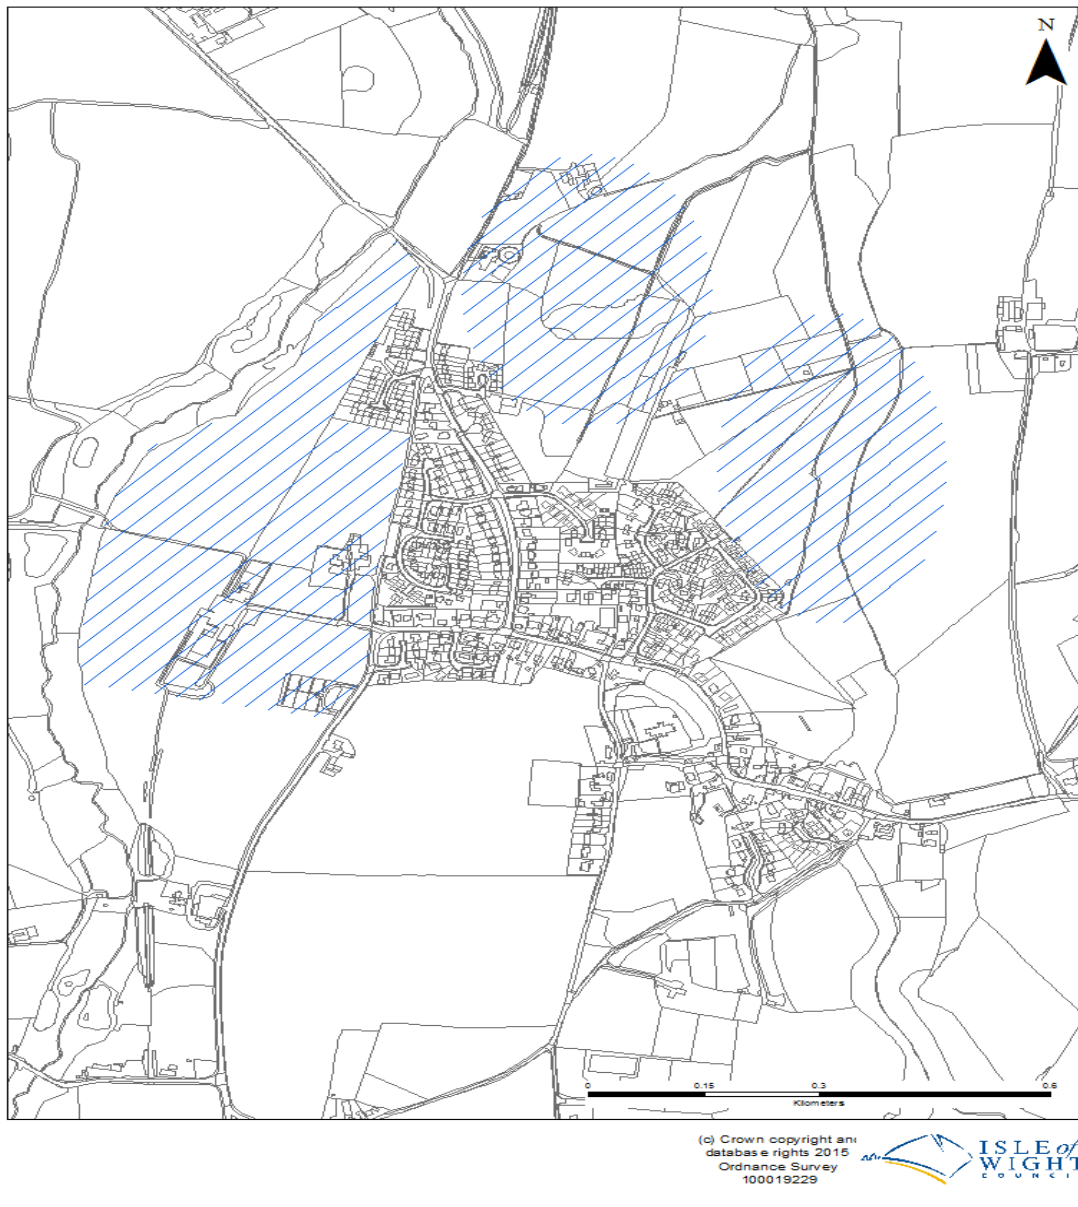 N
0 0.15 0.3 0.6
Kilometers
(c) Crown copyright and
database rights 2015
Ordnance Survey
100019229
ISLE of
WIGHT
COUNCIL